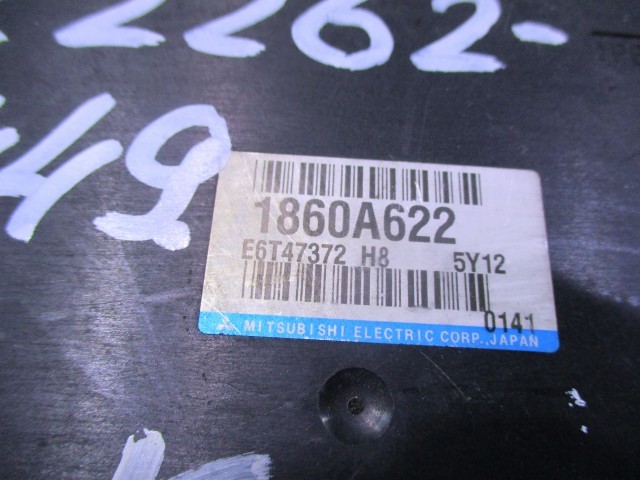 2262-
49
1860A622
E6T47372 H8 5Y12
0141
MITSUBISHI ELECTRIC CORP.,JAPAN